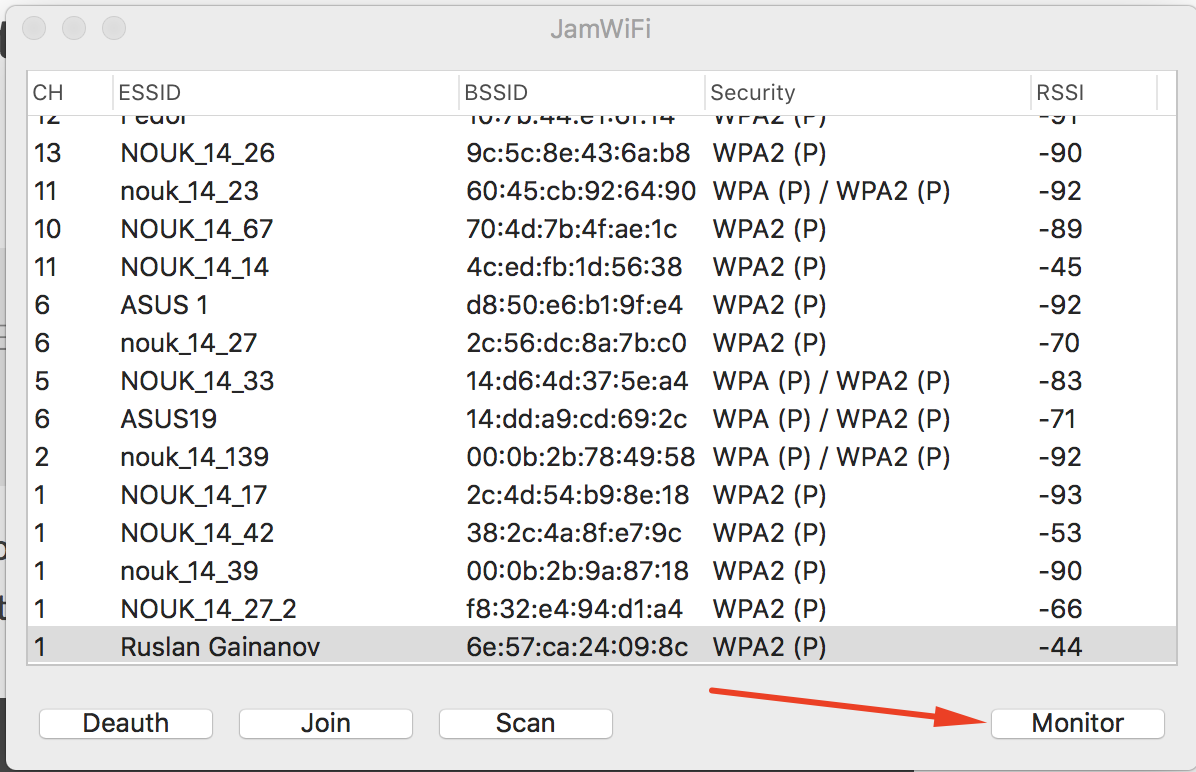 JamWiFi
CH ESSID BSSID Security RSSI
12 Fedor 10:7b:44:e1:6f:14 WPA2 (P) -91
13 NOUK_14_26 9c:5c:8e:43:6a:b8 WPA2 (P) -90
11 nouk_14_23 60:45:cb:92:64:90 WPA (P) / WPA2 (P) -92
10 NOUK_14_67 70:4d:7b:4f:ae:1c WPA2 (P) -89
11 NOUK_14_14 4c:ed:fb:1d:56:38 WPA2 (P) -45
6 ASUS 1 d8:50:e6:b1:9f:e4 WPA2 (P) -92
6 nouk_14_27 2c:56:dc:8a:7b:c0 WPA2 (P) -70
5 NOUK_14_33 14:d6:4d:37:5e:a4 WPA (P) / WPA2 (P) -83
6 ASUS19 14:dd:a9:cd:69:2c WPA (P) / WPA2 (P) -71
2 nouk_14_139 00:0b:2b:78:49:58 WPA (P) / WPA2 (P) -92
1 NOUK_14_17 2c:4d:54:b9:8e:18 WPA2 (P) -93
1 NOUK_14_42 38:2c:4a:8f:e7:9c WPA2 (P) -53
1 nouk_14_39 00:0b:2b:9a:87:18 WPA2 (P) -90
1 NOUK_14_27_2 f8:32:e4:94:d1:a4 WPA2 (P) -66
1 Ruslan Gainanov 6e:57:ca:24:09:8c WPA2 (P) -44
Deauth Join Scan Monitor